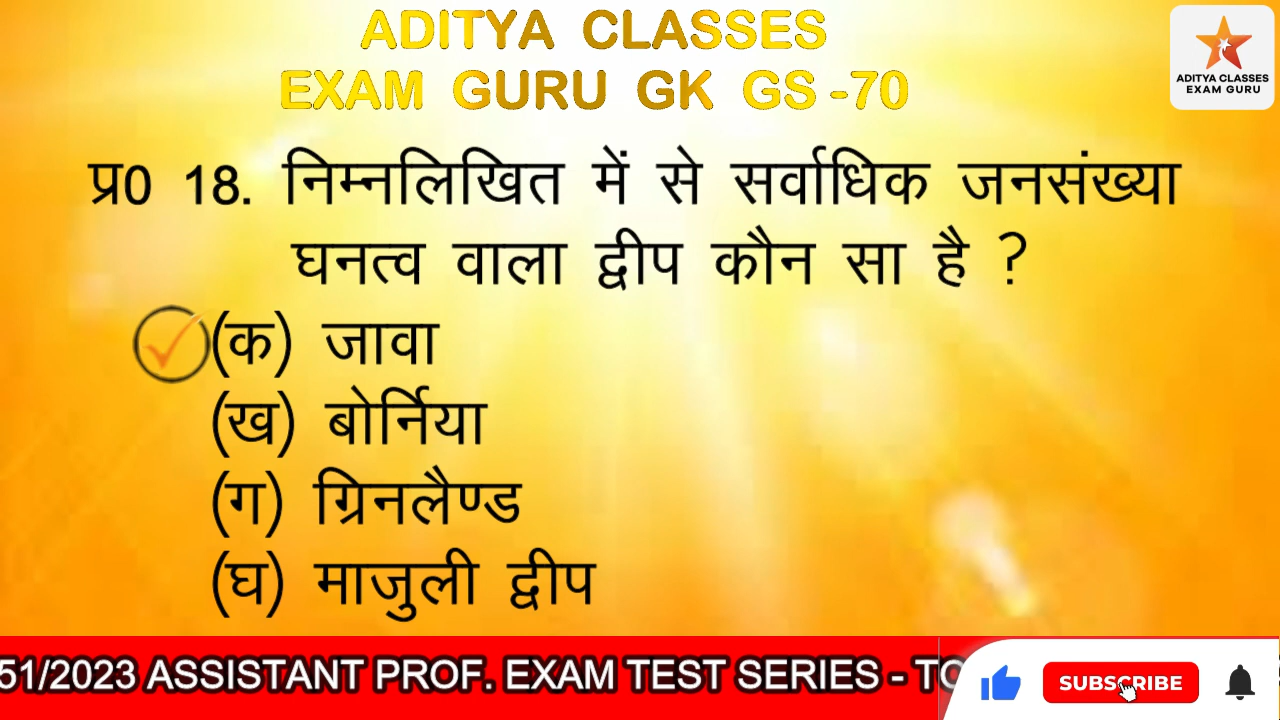 ADITYA CLASSES
EXAM GURU GK GS -70
ADITYA CLASSES
EXAM GURU
प्र0 18. निम्नलिखित में से सर्वाधिक जनसंख्या
घनत्व वाला द्वीप कौन सा है ?
(क) जावा
(ख) बोर्निया
(ग) ग्रिनलैण्ड
(घ) माजुली द्वीप
51/2023 ASSISTANT PROF. EXAM TEST SERIES -
SUBSCRIBE